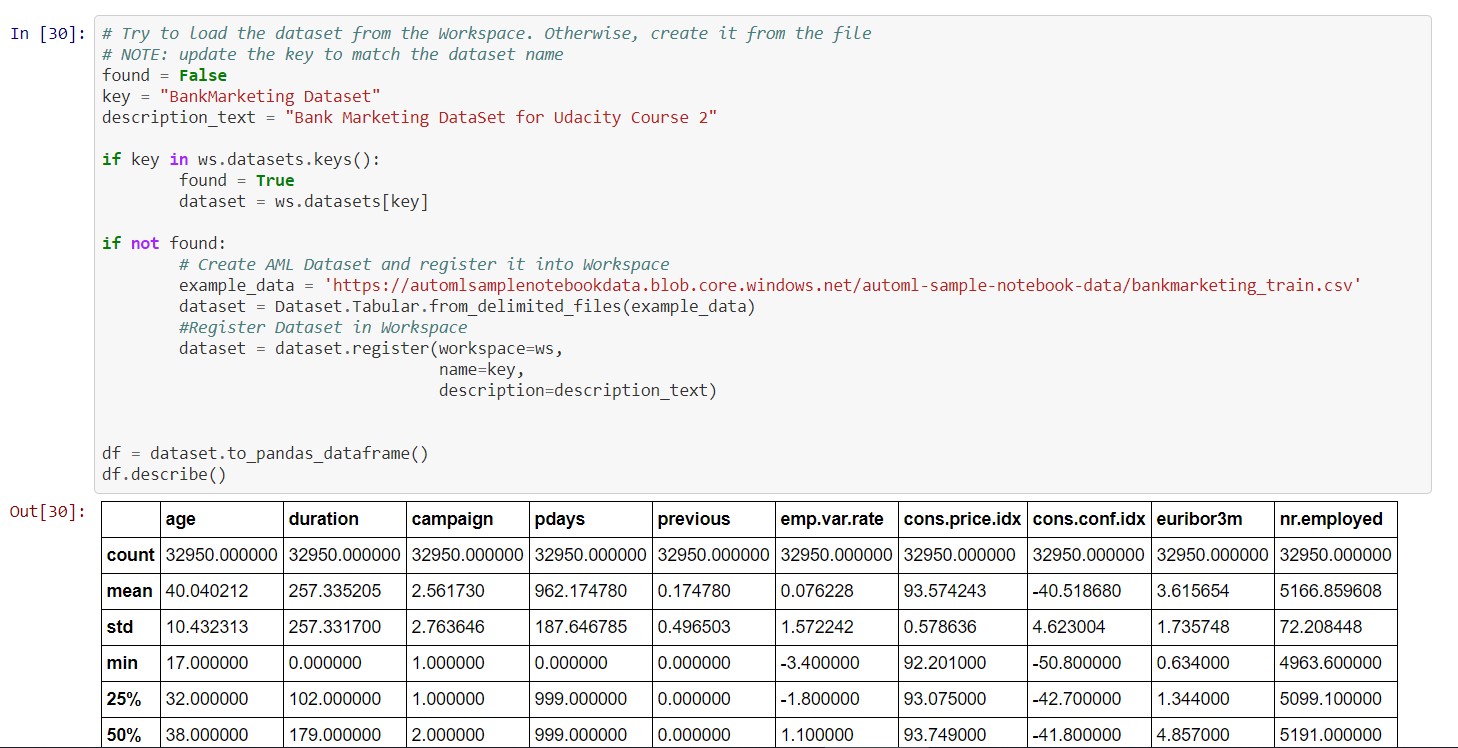 In [30]: # Try to load the dataset from the Workspace. Otherwise, create it from the file
# NOTE: update the key to match the dataset name
found = False
key = "BankMarketing Dataset"
description_text = "Bank Marketing DataSet for Udacity Course 2"
if key in ws.datasets.keys():
found = True
dataset = ws.datasets[key]
if not found:
# Create AML Dataset and register it into Workspace
example_data = 'https://automlsamplenotebookdata.blob.core.windows.net/automl-sample-notebook-data/bankmarketing_train.csv'
dataset = Dataset.Tabular.from_delimited_files(example_data)
#Register Dataset in Workspace
dataset = dataset.register(workspace=ws,
name=key,
description=description_text)
df = dataset.to_pandas_dataframe()
df.describe()
Out[30]:
age duration campaign pdays previous emp.var.rate cons.price.idx cons.conf.idx euribor3m nr.employed
count 32950.000000 32950.000000 32950.000000 32950.000000 32950.000000 32950.000000 32950.000000 32950.000000 32950.000000 32950.000000
mean 40.040212 257.335205 2.561730 962.174780 0.174780 0.076228 93.574243 -40.518680 3.615654 5166.859608
std 10.432313 257.331700 2.763646 187.646785 0.496503 1.572242 0.578636 4.623004 1.735748 72.208448
min 17.000000 0.000000 1.000000 0.000000 0.000000 -3.400000 92.201000 -50.800000 0.634000 4963.600000
25% 32.000000 102.000000 1.000000 999.000000 0.000000 -1.800000 93.075000 -42.700000 1.344000 5099.100000
50% 38.000000 179.000000 2.000000 999.000000 0.000000 1.100000 93.749000 -41.800000 4.857000 5191.000000